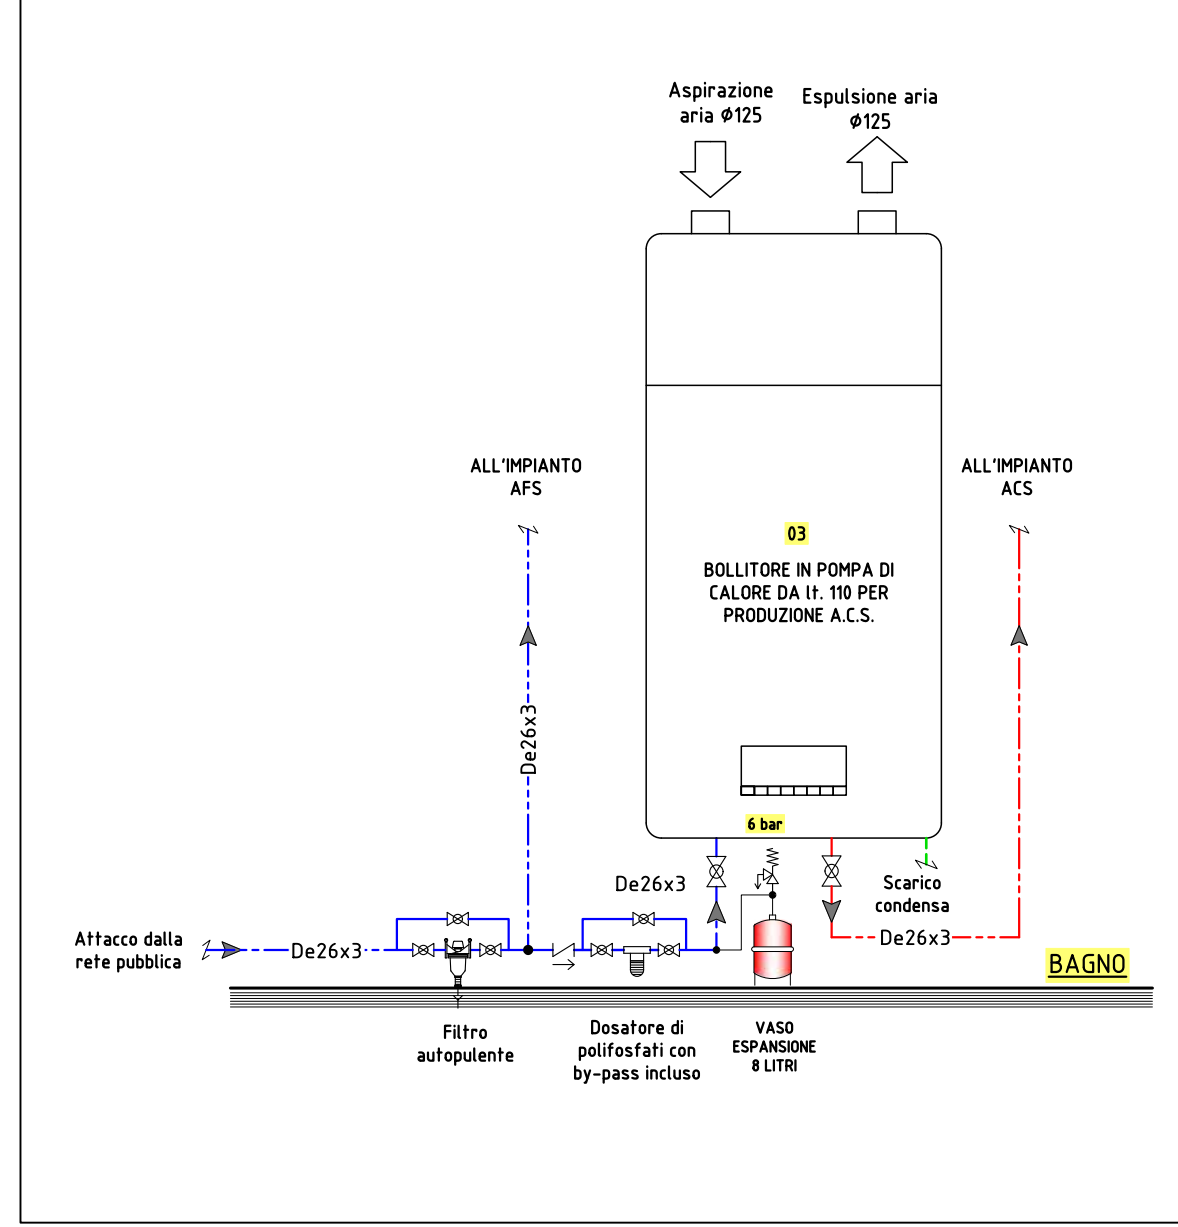 Aspirazione
aria Ø125
Espulsione aria
Ø125
ALL'IMPIANTO
AFS
ALL'IMPIANTO
ACS
03
BOLLITORE IN POMPA DI
CALORE DA lt. 110 PER
PRODUZIONE A.C.S.
De26x3
6 bar
De26x3
Scarico
condensa
Attacco dalla
rete pubblica
De26x3
De26x3
BAGNO
Filtro
autopulente
Dosatore di
polifosfati con
by-pass incluso
VASO
ESPANSIONE
8 LITRI